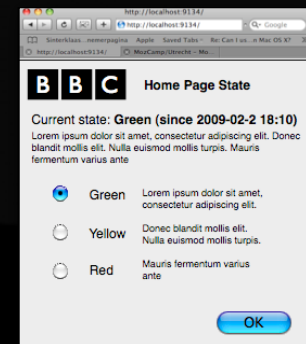 http://localhost:9134/
http://localhost:9134/
Google
Sinterklaas...nemerpagina Apple Saved Tabs Re: Can I us...n Mac OS X?
http://localhost:9134/ MozCamp/Utrecht - Mo...
BBC Home Page State
Current state: Green (since 2009-02-2 18:10)
Lorem ipsum dolor sit amet, consectetur adipiscing elit. Donec
blandit mollis elit. Nulla euismod mollis turpis. Mauris
fermentum varius ante
Green
Lorem ipsum dolor sit amet,
consectetur adipiscing elit.
Yellow
Donec blandit mollis elit.
Nulla euismod mollis turpis.
Red
Mauris fermentum varius
ante
OK